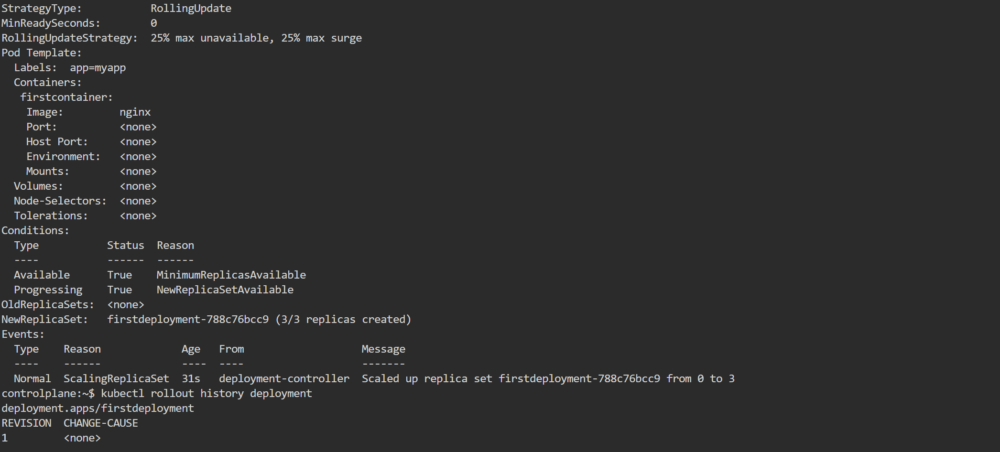 StrategyType:           RollingUpdate
MinReadySeconds:        0
RollingUpdateStrategy:  25% max unavailable, 25% max surge
Pod Template:
  Labels:  app=myapp
  Containers:
   firstcontainer:
    Image:         nginx
    Port:          <none>
    Host Port:     <none>
    Environment:   <none>
    Mounts:        <none>
  Volumes:         <none>
  Node-Selectors:  <none>
  Tolerations:     <none>
Conditions:
  Type           Status  Reason
  ----           ------  ------
  Available      True    MinimumReplicasAvailable
  Progressing    True    NewReplicaSetAvailable
OldReplicaSets:  <none>
NewReplicaSet:   firstdeployment-788c76bcc9 (3/3 replicas created)
Events:
  Type    Reason             Age   From                   Message
  ----    ------             ----  ----                   -------
  Normal  ScalingReplicaSet  31s   deployment-controller  Scaled up replica set firstdeployment-788c76bcc9 from 0 to 3
controlplane:~$ kubectl rollout history deployment
deployment.apps/firstdeployment
REVISION  CHANGE-CAUSE
1         <none>